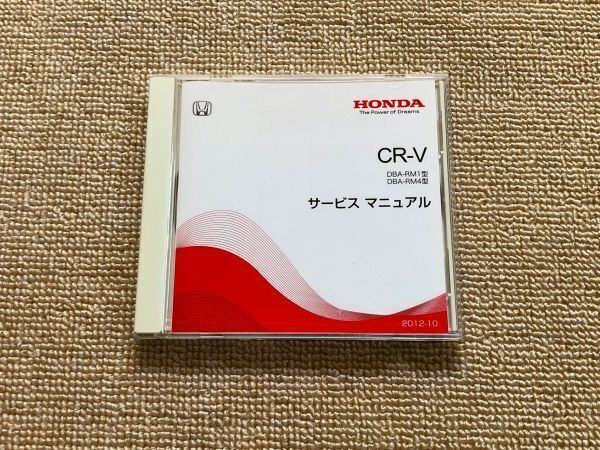 HONDA
The Power of Dreams
CR-V
DBA-RM1型
DBA-RM4型
サービス マニュアル
2012-10